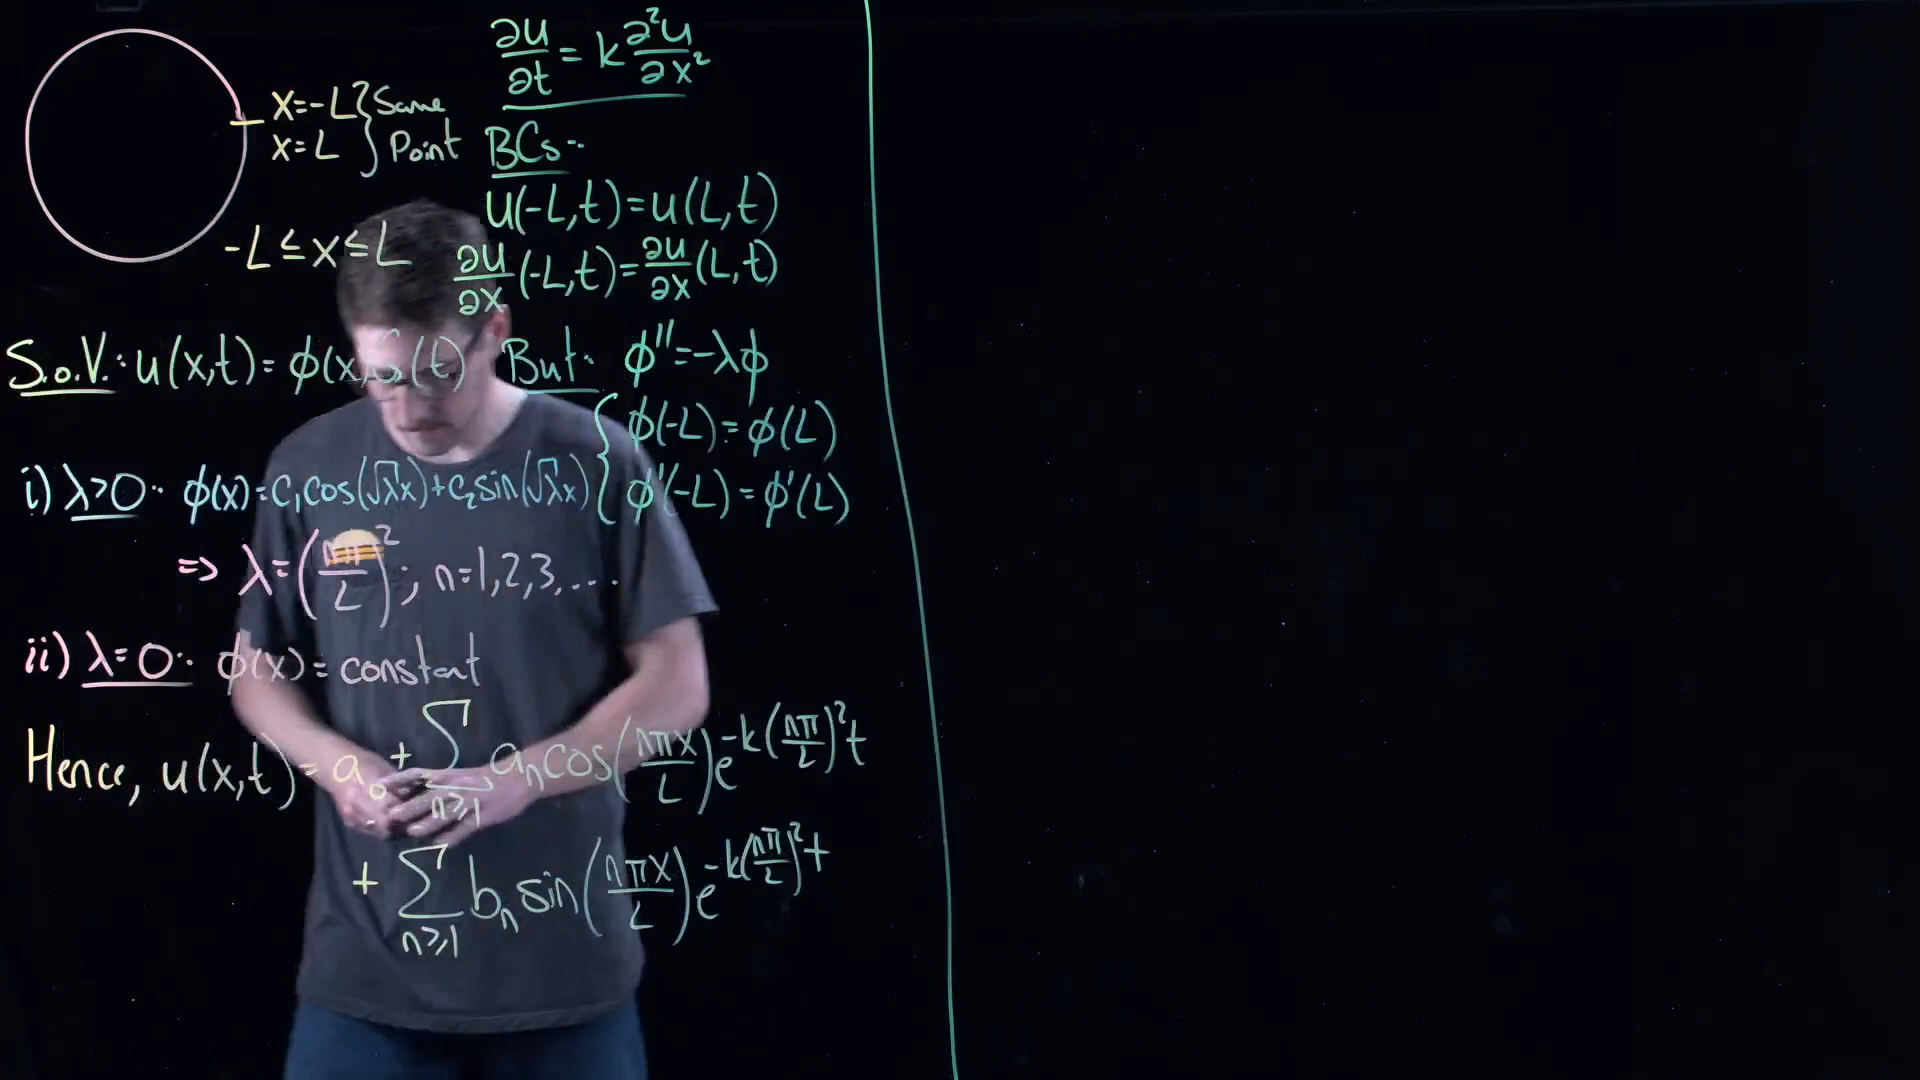 ∂u/∂t = k ∂²u/∂x²
x=-L } Same
x=L } Point
BCs:
u(-L,t)=u(L,t)
-L ≤ x ≤ L
∂u/∂x (-L,t) = ∂u/∂x (L,t)
S.o.V.: u(x,t)= φ(x)G(t) But: φ''=-λφ
φ(-L)=φ(L)
φ'(-L)=φ'(L)
i) λ>0: φ(x)=c₁cos(√λx)+c₂sin(√λx)
=> λ=(nπ/L)²; n=1,2,3,...
ii) λ=0: φ(x)=constant
Hence, u(x,t)= a₀ + Σ n≥1 aₙcos(nπx/L)e^-k(nπ/L)²t
+ Σ n≥1 bₙsin(nπx/L)e^-k(nπ/L)²t